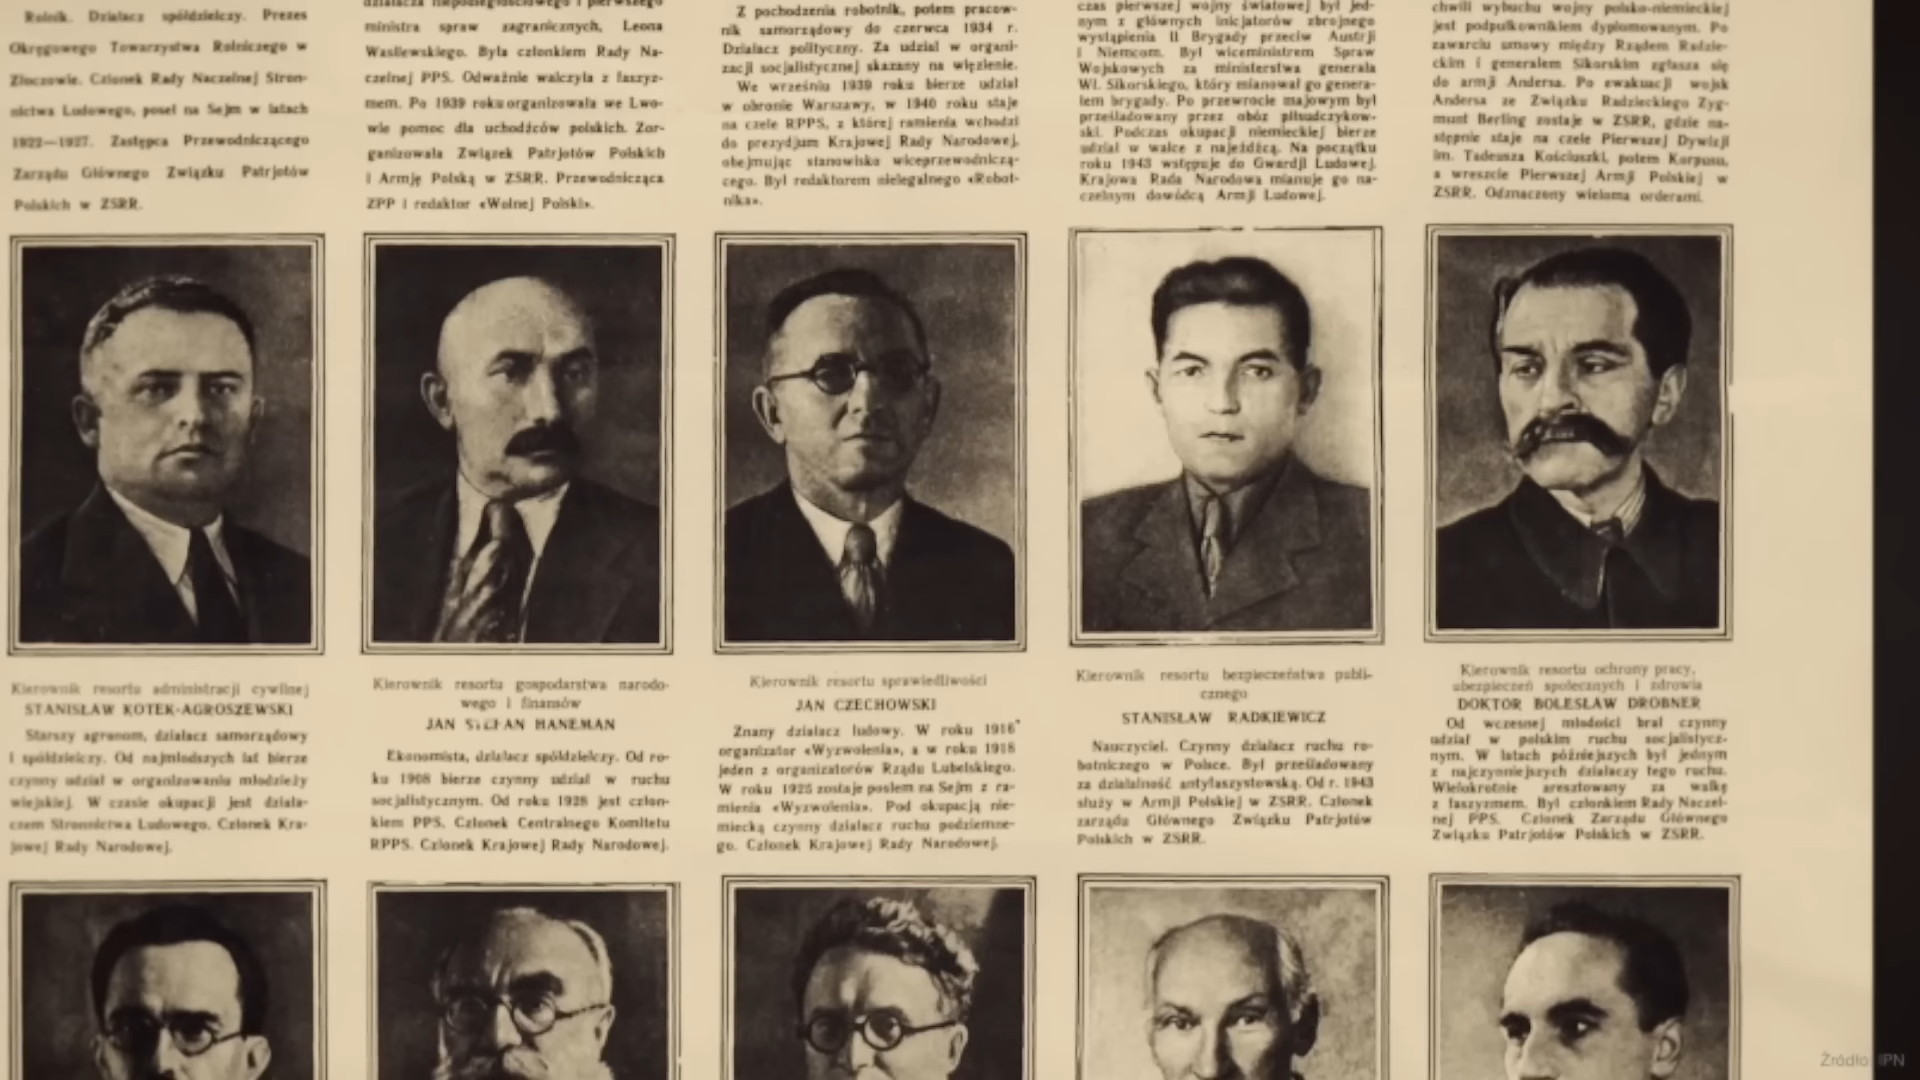 Rolnik. Działacz spółdzielczy. Prezes
Okręgowego Towarzystwa Rolniczego w
Złoczowie. Członek Rady Naczelnej Stron-
nictwa Ludowego, poseł na Sejm w latach
1922—1927. Zastępca Przewodniczącego
Zarządu Głównego Związku Patrjotów
Polskich w ZSRR.
działacza niepodległościowego i pierwszego
ministra spraw zagranicznych, Leona
Wasilewskiego. Była członkiem Rady Na-
czelnej PPS. Odważnie walczyła z faszyz-
mem. Po 1939 roku organizowała we Lwo-
wie pomoc dla uchodźców polskich. Zor-
ganizowała Związek Patrjotów Polskich
i Armję Polską w ZSRR. Przewodnicząca
ZPP i redaktor «Wolnej Polski».
Z pochodzenia robotnik, potem pracow-
nik samorządowy do czerwca 1934 r.
Działacz polityczny. Za udział w organi-
zacji socjalistycznej skazany na więzienie.
We wrześniu 1939 roku bierze udział
w obronie Warszawy, w 1940 roku staje
na czele RPPS, z której ramienia wchodzi
do prezydjum Krajowej Rady Narodowej,
obejmując stanowisko wiceprzewodniczą-
cego. Był redaktorem nielegalnego «Robot-
nika».
czas pierwszej wojny światowej był jed-
nym z głównych inicjatorów zbrojnego
wystąpienia II Brygady przeciw Austrji
i Niemcom. Był wiceministrem Spraw
Wojskowych za ministerstwa generała
Wł. Sikorskiego, który mianował go genera-
łem brygady. Po przewrocie majowym był
prześladowany przez obóz piłsudczykow-
ski. Podczas okupacji niemieckiej bierze
udział w walce z najeźdźcą. Na początku
roku 1943 wstępuje do Gwardji Ludowej.
Krajowa Rada Narodowa mianuje go na-
czelnym dowódcą Armji Ludowej.
chwili wybuchu wojny polsko-niemieckiej
jest podpułkownikiem dyplomowanym. Po
zawarciu umowy między Rządem Radzie-
ckim i generałem Sikorskim zgłasza się
do armji Andersa. Po ewakuacji wojsk
Andersa ze Związku Radzieckiego Zyg-
munt Berling zostaje w ZSRR, gdzie na-
stępnie staje na czele Pierwszej Dywizji
im. Tadeusza Kościuszki, potem Korpusu,
a wreszcie Pierwszej Armji Polskiej w
ZSRR. Odznaczony wieloma orderami.
Kierownik resortu administracji cywilnej
STANISŁAW KOTEK-AGROSZEWSKI
Starszy agronom, działacz samorządowy
i spółdzielczy. Od najmłodszych lat bierze
czynny udział w organizowaniu młodzieży
wiejskiej. W czasie okupacji jest działa-
czem Stronnictwa Ludowego. Członek Kra-
jowej Rady Narodowej.
Kierownik resortu gospodarstwa narodo-
wego i finansów
JAN STEFAN HANEMAN
Ekonomista, działacz spółdzielczy. Od ro-
ku 1908 bierze czynny udział w ruchu
socjalistycznym. Od roku 1928 jest człon-
kiem PPS. Członek Centralnego Komitetu
RPPS. Członek Krajowej Rady Narodowej.
Kierownik resortu sprawiedliwości
JAN CZECHOWSKI
Znany działacz ludowy. W roku 1916
organizator «Wyzwolenia», a w roku 1918
jeden z organizatorów Rządu Lubelskiego.
W roku 1925 zostaje posłem na Sejm z ra-
mienia «Wyzwolenia». Pod okupacją nie-
miecką czynny działacz ruchu podziemne-
go. Członek Krajowej Rady Narodowej.
Kierownik resortu bezpieczeństwa publi-
cznego
STANISŁAW RADKIEWICZ
Nauczyciel. Czynny działacz ruchu ro-
botniczego w Polsce. Był prześladowany
za działalność antyfaszystowską. Od r. 1943
służy w Armji Polskiej w ZSRR. Członek
zarządu Głównego Związku Patrjotów
Polskich w ZSRR.
Kierownik resortu ochrony pracy,
ubezpieczeń społecznych i zdrowia
DOKTOR BOLESŁAW DROBNER
Od wczesnej młodości brał czynny
udział w polskim ruchu socjalistycz-
nym. W latach późniejszych był jednym
z najczynniejszych działaczy tego ruchu.
Wielokrotnie aresztowany za walkę
z faszyzmem. Był członkiem Rady Naczel-
nej PPS. Członek Zarządu Głównego
Związku Patrjotów Polskich w ZSRR.
Źródło: IPN